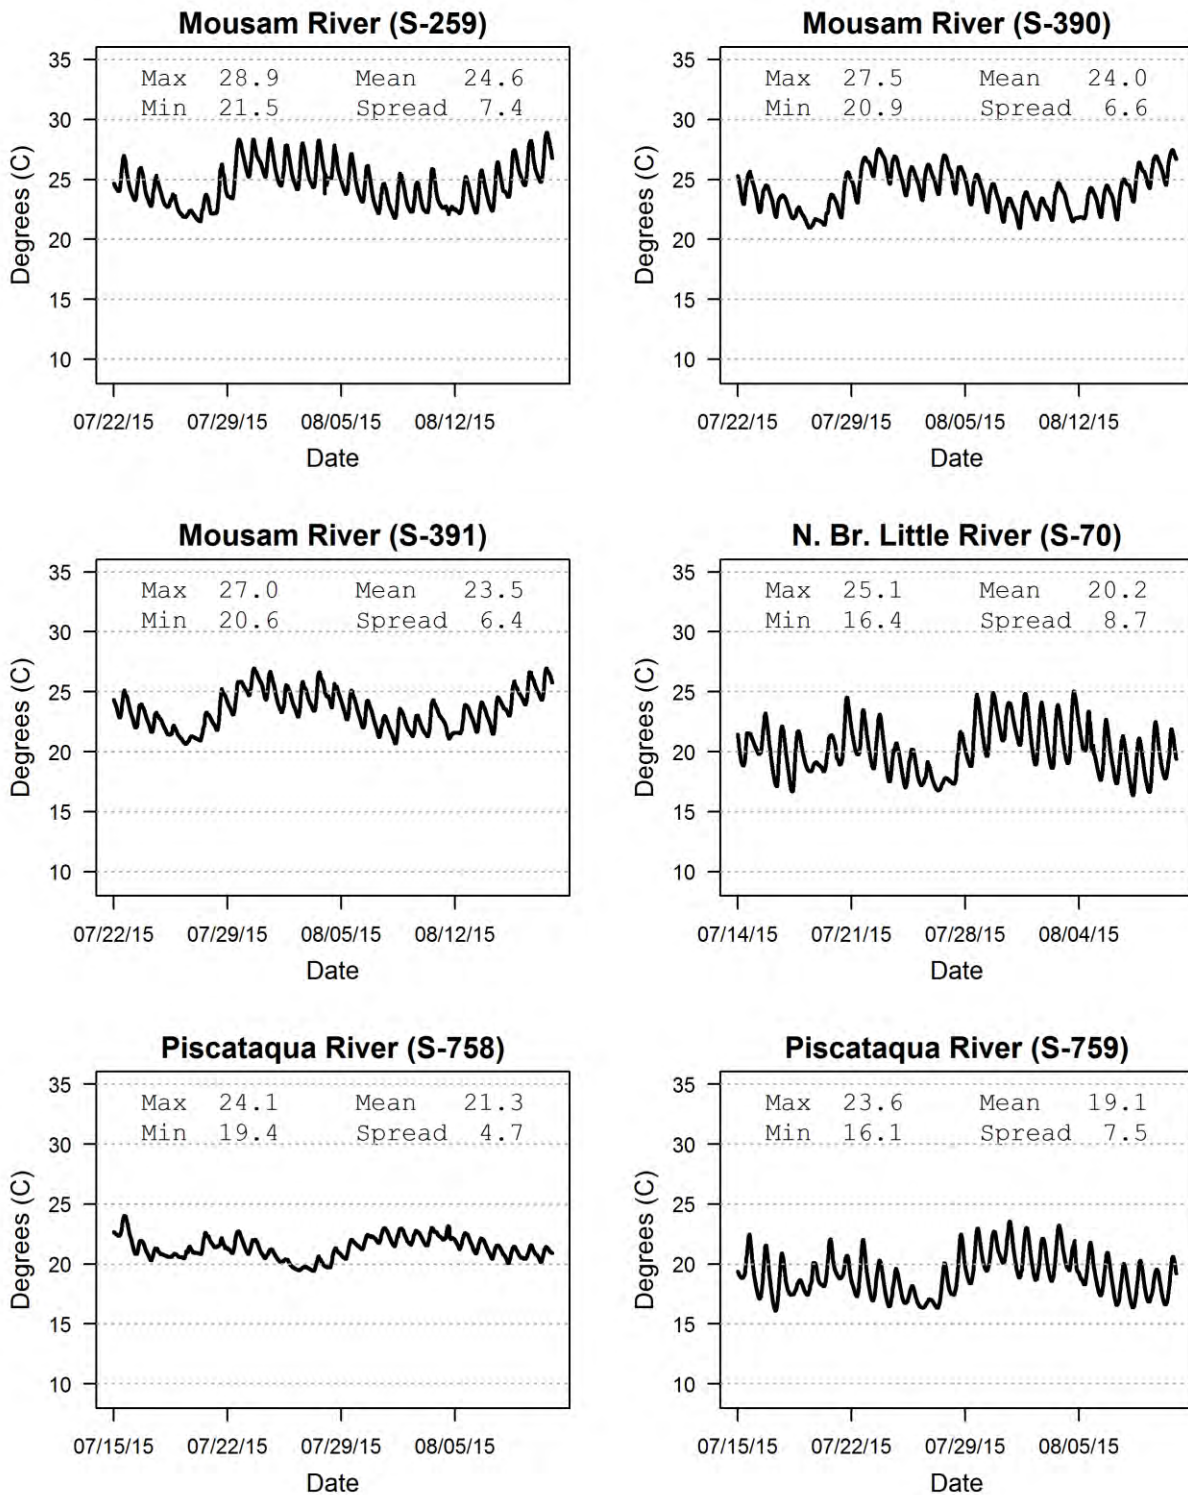 Mousam River (S-259)
Max 28.9 Mean 24.6
Min 21.5 Spread 7.4
35
30
25
20
15
10
Degrees (C)
07/22/15 07/29/15 08/05/15 08/12/15
Date
Mousam River (S-390)
Max 27.5 Mean 24.0
Min 20.9 Spread 6.6
35
30
25
20
15
10
Degrees (C)
07/22/15 07/29/15 08/05/15 08/12/15
Date
Mousam River (S-391)
Max 27.0 Mean 23.5
Min 20.6 Spread 6.4
35
30
25
20
15
10
Degrees (C)
07/22/15 07/29/15 08/05/15 08/12/15
Date
N. Br. Little River (S-70)
Max 25.1 Mean 20.2
Min 16.4 Spread 8.7
35
30
25
20
15
10
Degrees (C)
07/14/15 07/21/15 07/28/15 08/04/15
Date
Piscataqua River (S-758)
Max 24.1 Mean 21.3
Min 19.4 Spread 4.7
35
30
25
20
15
10
Degrees (C)
07/15/15 07/22/15 07/29/15 08/05/15
Date
Piscataqua River (S-759)
Max 23.6 Mean 19.1
Min 16.1 Spread 7.5
35
30
25
20
15
10
Degrees (C)
07/15/15 07/22/15 07/29/15 08/05/15
Date